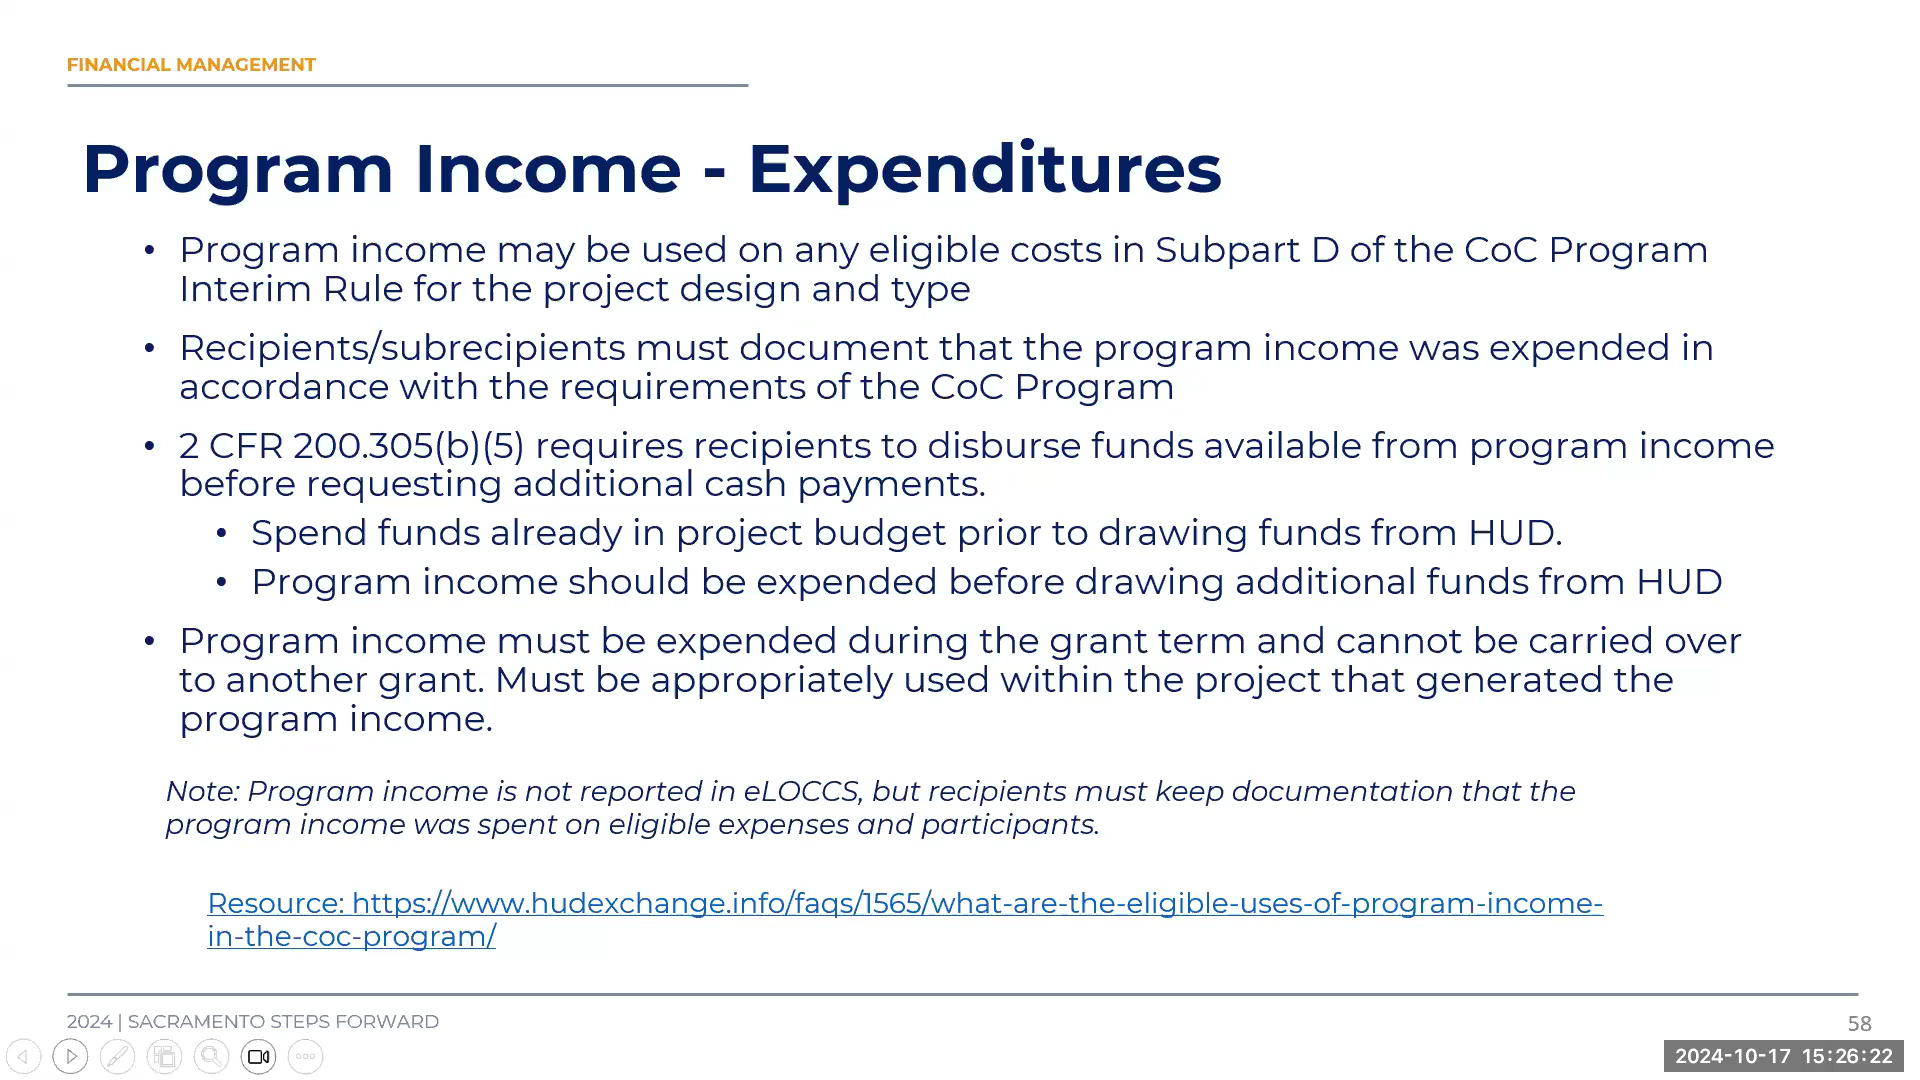 FINANCIAL MANAGEMENT
Program Income - Expenditures
• Program income may be used on any eligible costs in Subpart D of the CoC Program
Interim Rule for the project design and type
• Recipients/subrecipients must document that the program income was expended in
accordance with the requirements of the CoC Program
• 2 CFR 200.305(b)(5) requires recipients to disburse funds available from program income
before requesting additional cash payments.
• Spend funds already in project budget prior to drawing funds from HUD.
• Program income should be expended before drawing additional funds from HUD
• Program income must be expended during the grant term and cannot be carried over
to another grant. Must be appropriately used within the project that generated the
program income.
Note: Program income is not reported in eLOCCS, but recipients must keep documentation that the
program income was spent on eligible expenses and participants.
Resource: https://www.hudexchange.info/faqs/1565/what-are-the-eligible-uses-of-program-income-
in-the-coc-program/
2024 | SACRAMENTO STEPS FORWARD
58
2024-10-17 15:26:22